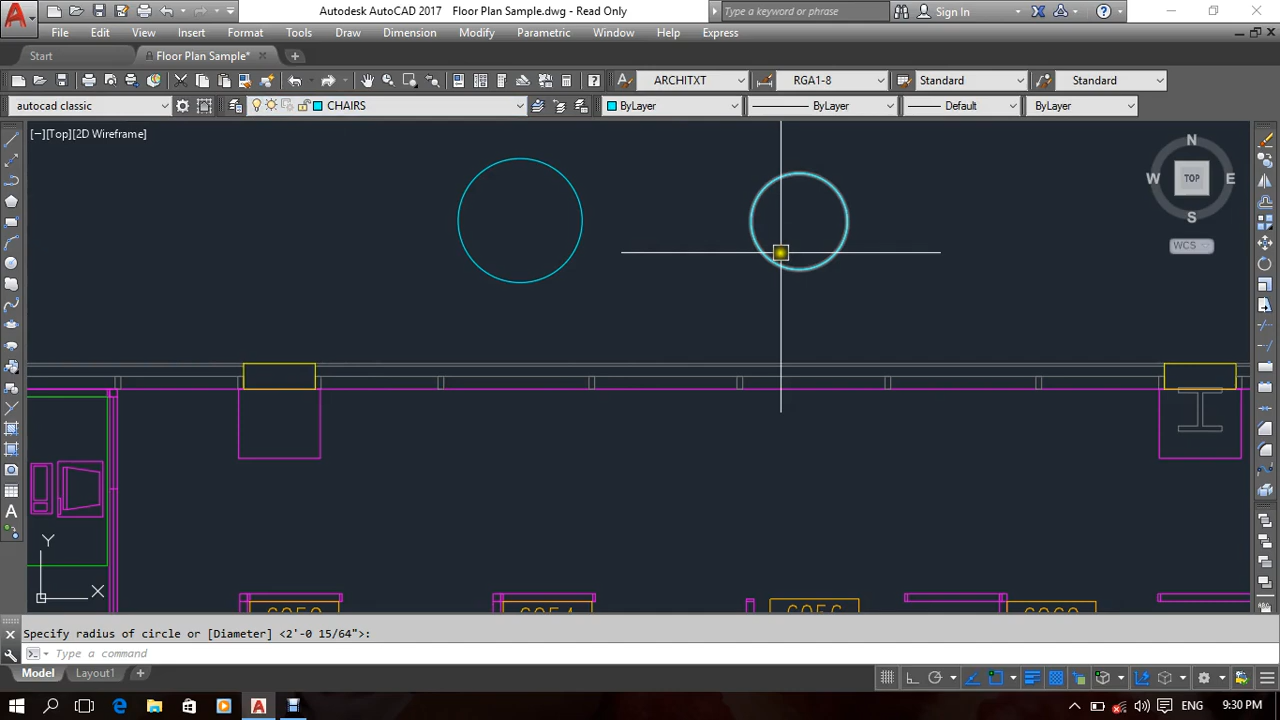 Autodesk AutoCAD 2017 Floor Plan Sample.dwg - Read Only
Type a keyword or phrase
Sign In
File Edit View Insert Format Tools Draw Dimension Modify Parametric Window Help Express
Start Floor Plan Sample*
ARCHITXT RGA1-8 Standard Standard
autocad classic CHAIRS ByLayer ByLayer Default ByLayer
[−][Top][2D Wireframe]
N
W TOP E
S
WCS
Y
X
Specify radius of circle or [Diameter] <2'-0 15/64">:
Type a command
Model Layout1
ENG 9:30 PM